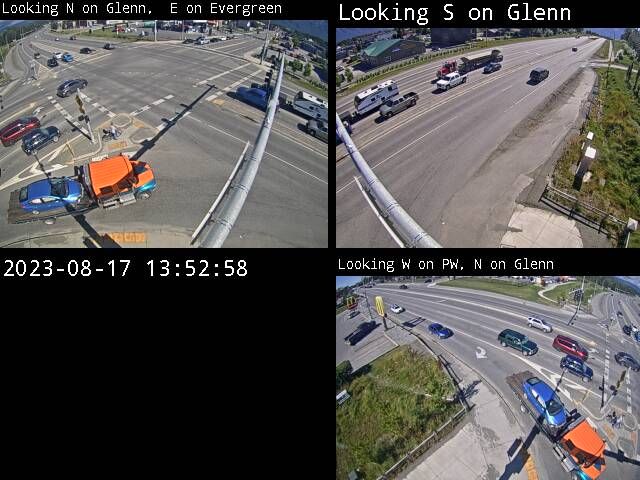 Looking N on Glenn, E on Evergreen
Looking S on Glenn
2023-08-17 13:52:58
Looking W on PW, N on Glenn